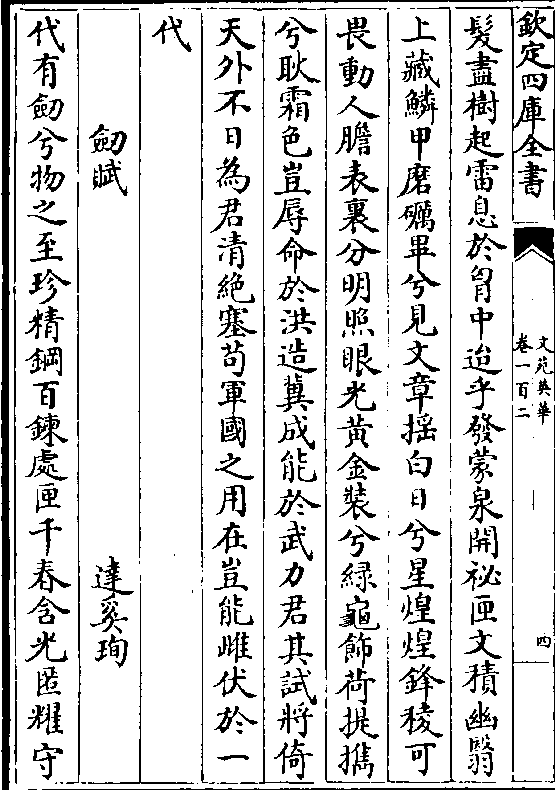 欽定四庫全書
文苑英華
卷一百二
四
髮盡樹起雷息於胷中迨乎發蒙泉開祕匣文積幽翳
上藏鱗甲磨礪畢兮見文章揺白日兮星煌煌鋒稜可
畏動人膽表裏分明照眼光黄金裝兮緑龜飾荷提攜
兮耿霜色豈辱命於洪造冀成能於武力君其試將倚
天外不日為君清絶塞苟軍國之用在豈能雌伏於一
代
劒賦
達奚珣
代有劒兮物之至珍精鋼百鍊處匣千春含光匿耀守